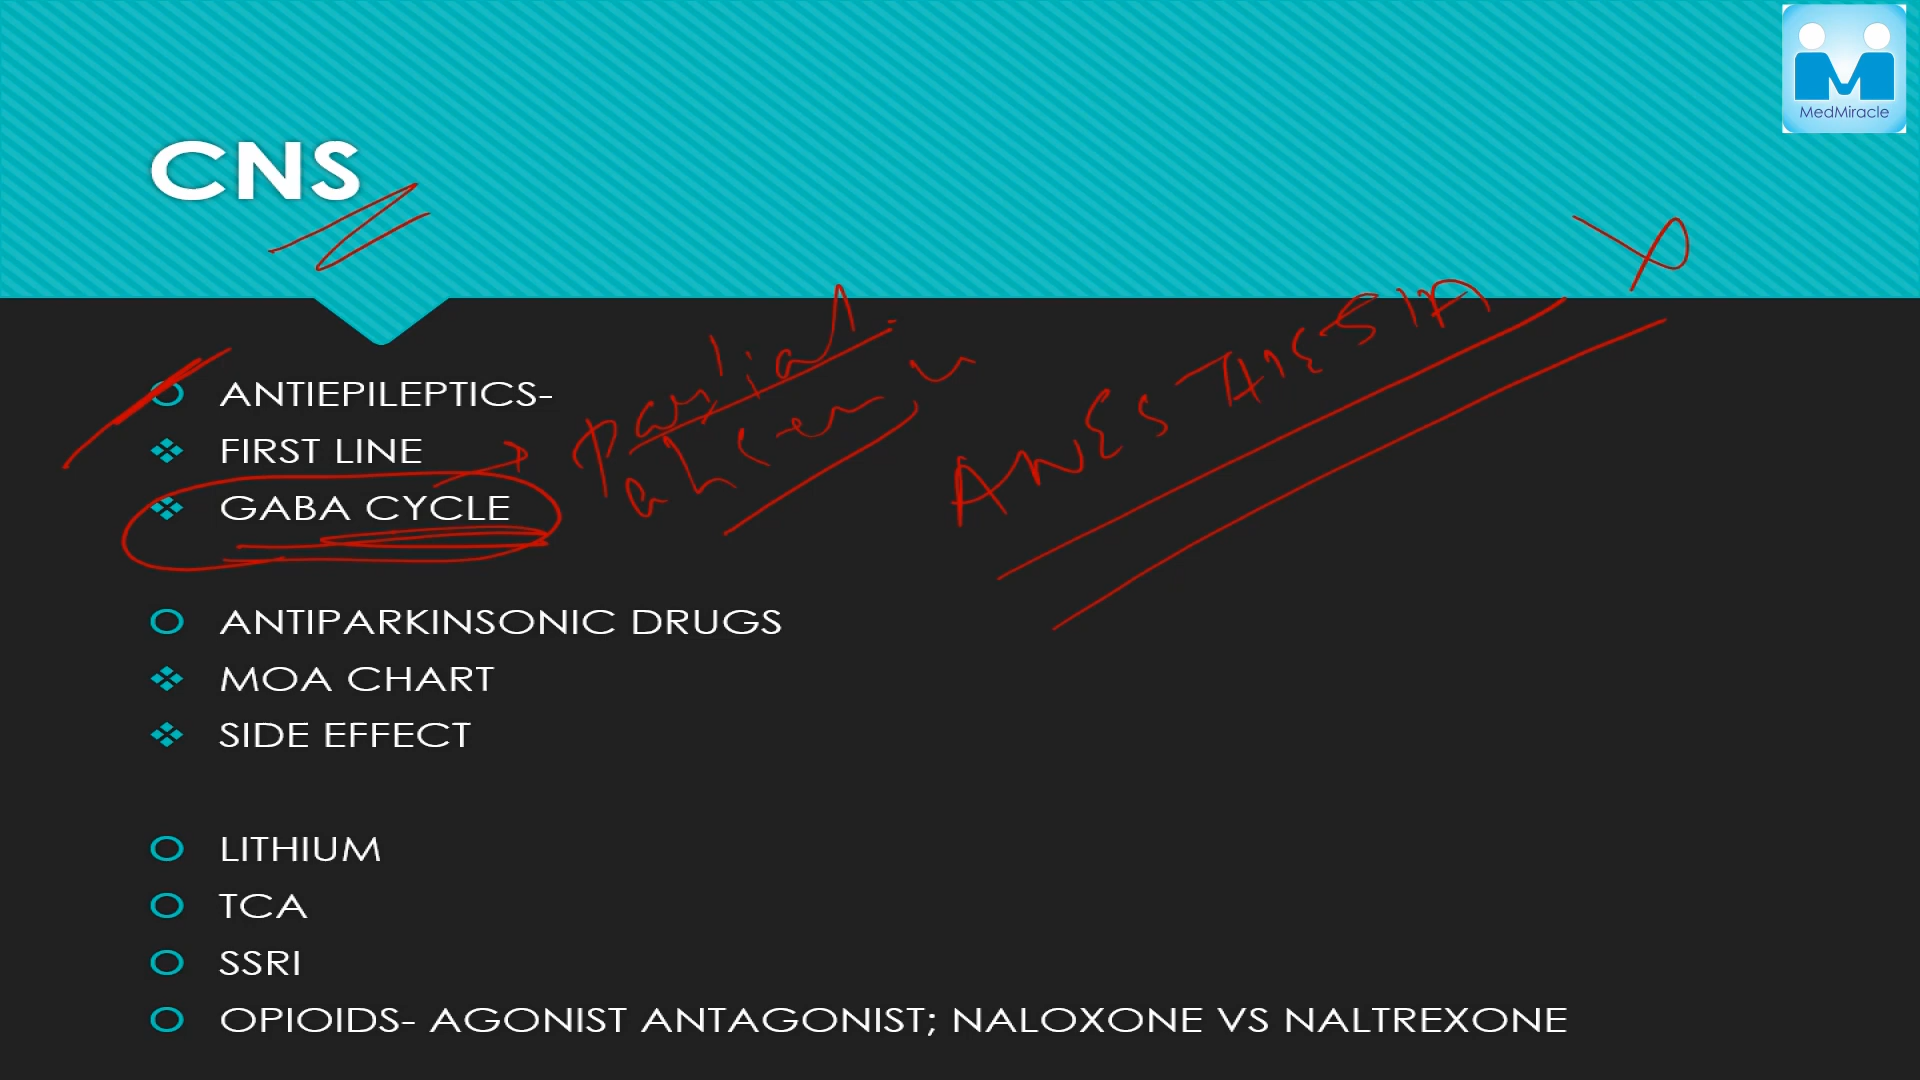 MedMiracle
CNS
ANTIEPILEPTICS-
FIRST LINE
GABA CYCLE
Partial
absence
ANESTHESIA
ANTIPARKINSONIC DRUGS
MOA CHART
SIDE EFFECT
LITHIUM
TCA
SSRI
OPIOIDS- AGONIST ANTAGONIST; NALOXONE VS NALTREXONE